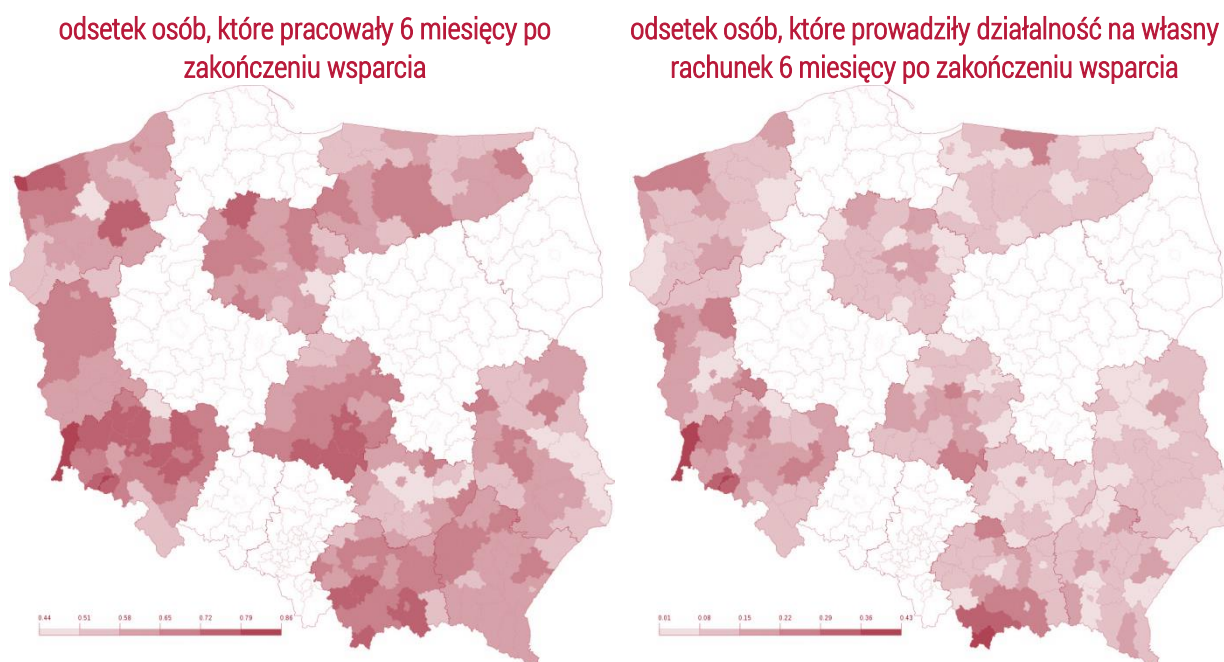 odsetek osób, które pracowały 6 miesięcy po
zakończeniu wsparcia
odsetek osób, które prowadziły działalność na własny
rachunek 6 miesięcy po zakończeniu wsparcia
0.44 0.51 0.58 0.65 0.72 0.79 0.86
0.01 0.08 0.15 0.22 0.29 0.36 0.43